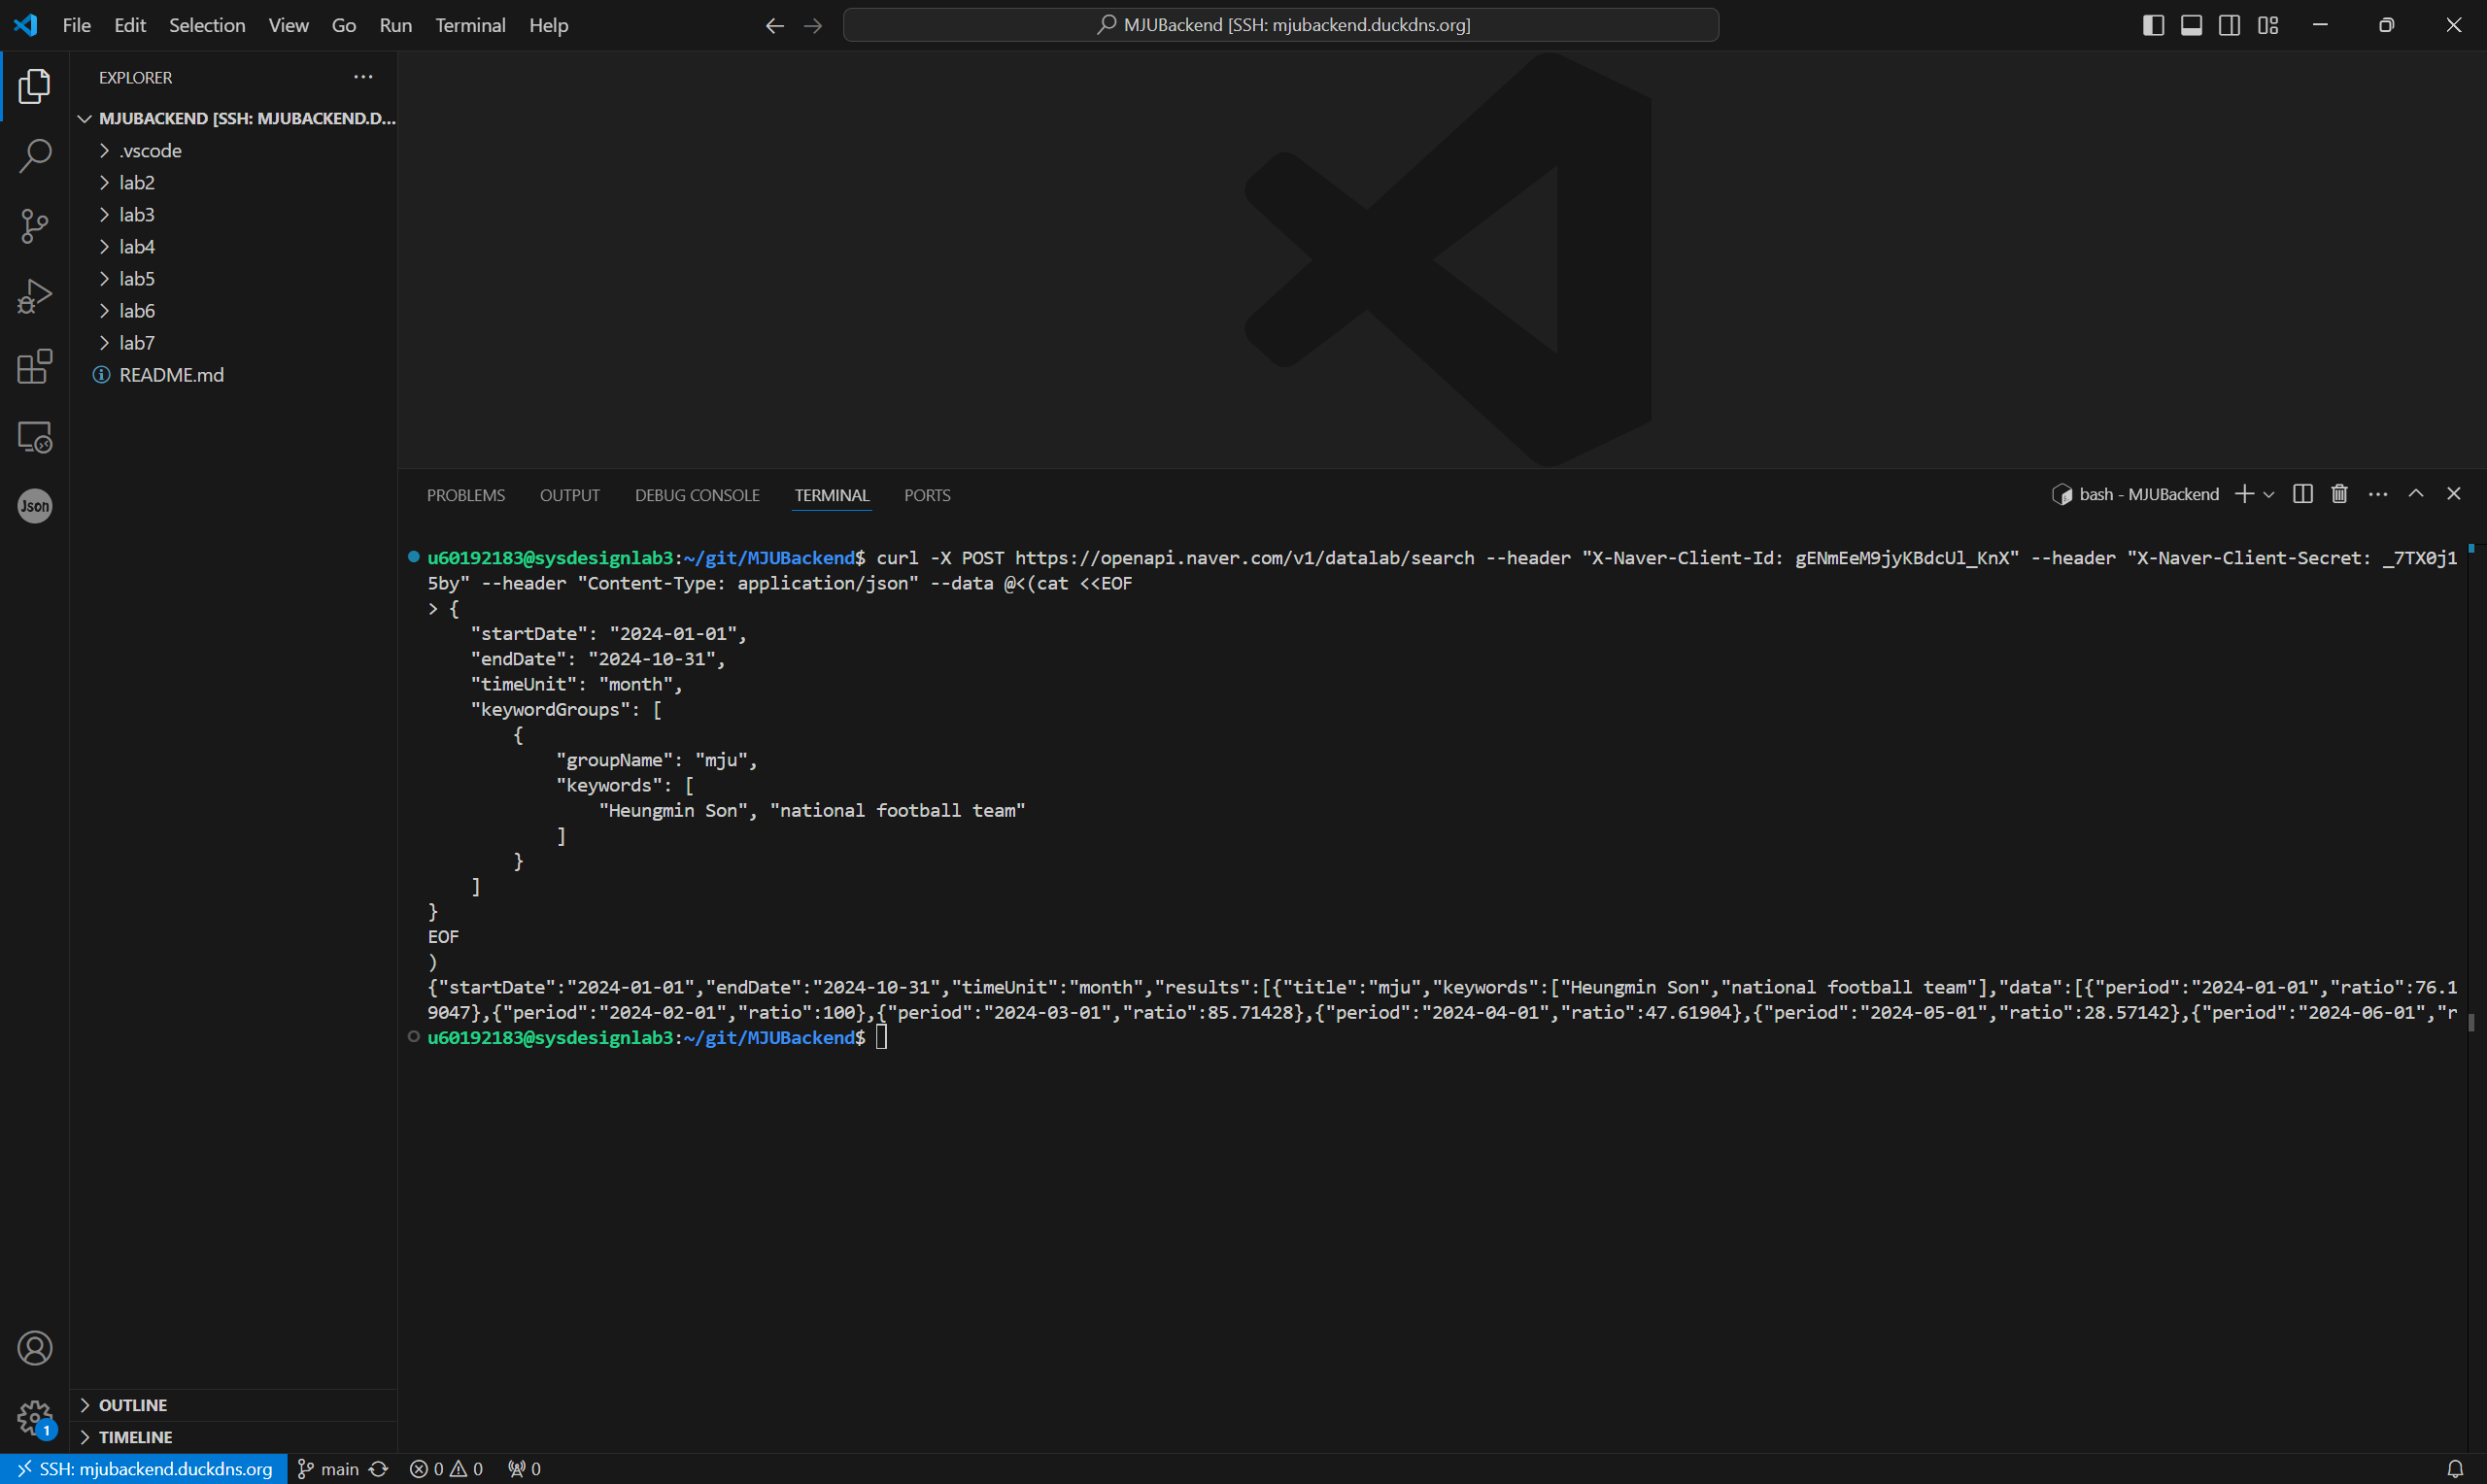 File Edit Selection View Go Run Terminal Help
MJUBackend [SSH: mjubackend.duckdns.org]
EXPLORER
MJUBACKEND [SSH: MJUBACKEND.D...
.vscode
lab2
lab3
lab4
lab5
lab6
lab7
README.md
Json
PROBLEMS OUTPUT DEBUG CONSOLE TERMINAL PORTS
bash - MJUBackend
u60192183@sysdesignlab3:~/git/MJUBackend$ curl -X POST https://openapi.naver.com/v1/datalab/search --header "X-Naver-Client-Id: gENmEeM9jyKBdcUl_KnX" --header "X-Naver-Client-Secret: _7TX0j1
5by" --header "Content-Type: application/json" --data @<(cat <<EOF
> {
    "startDate": "2024-01-01",
    "endDate": "2024-10-31",
    "timeUnit": "month",
    "keywordGroups": [
        {
            "groupName": "mju",
            "keywords": [
                "Heungmin Son", "national football team"
            ]
        }
    ]
}
EOF
)
{"startDate":"2024-01-01","endDate":"2024-10-31","timeUnit":"month","results":[{"title":"mju","keywords":["Heungmin Son","national football team"],"data":[{"period":"2024-01-01","ratio":76.1
9047},{"period":"2024-02-01","ratio":100},{"period":"2024-03-01","ratio":85.71428},{"period":"2024-04-01","ratio":47.61904},{"period":"2024-05-01","ratio":28.57142},{"period":"2024-06-01","r
u60192183@sysdesignlab3:~/git/MJUBackend$
OUTLINE
1
TIMELINE
SSH: mjubackend.duckdns.org main 0 0 0